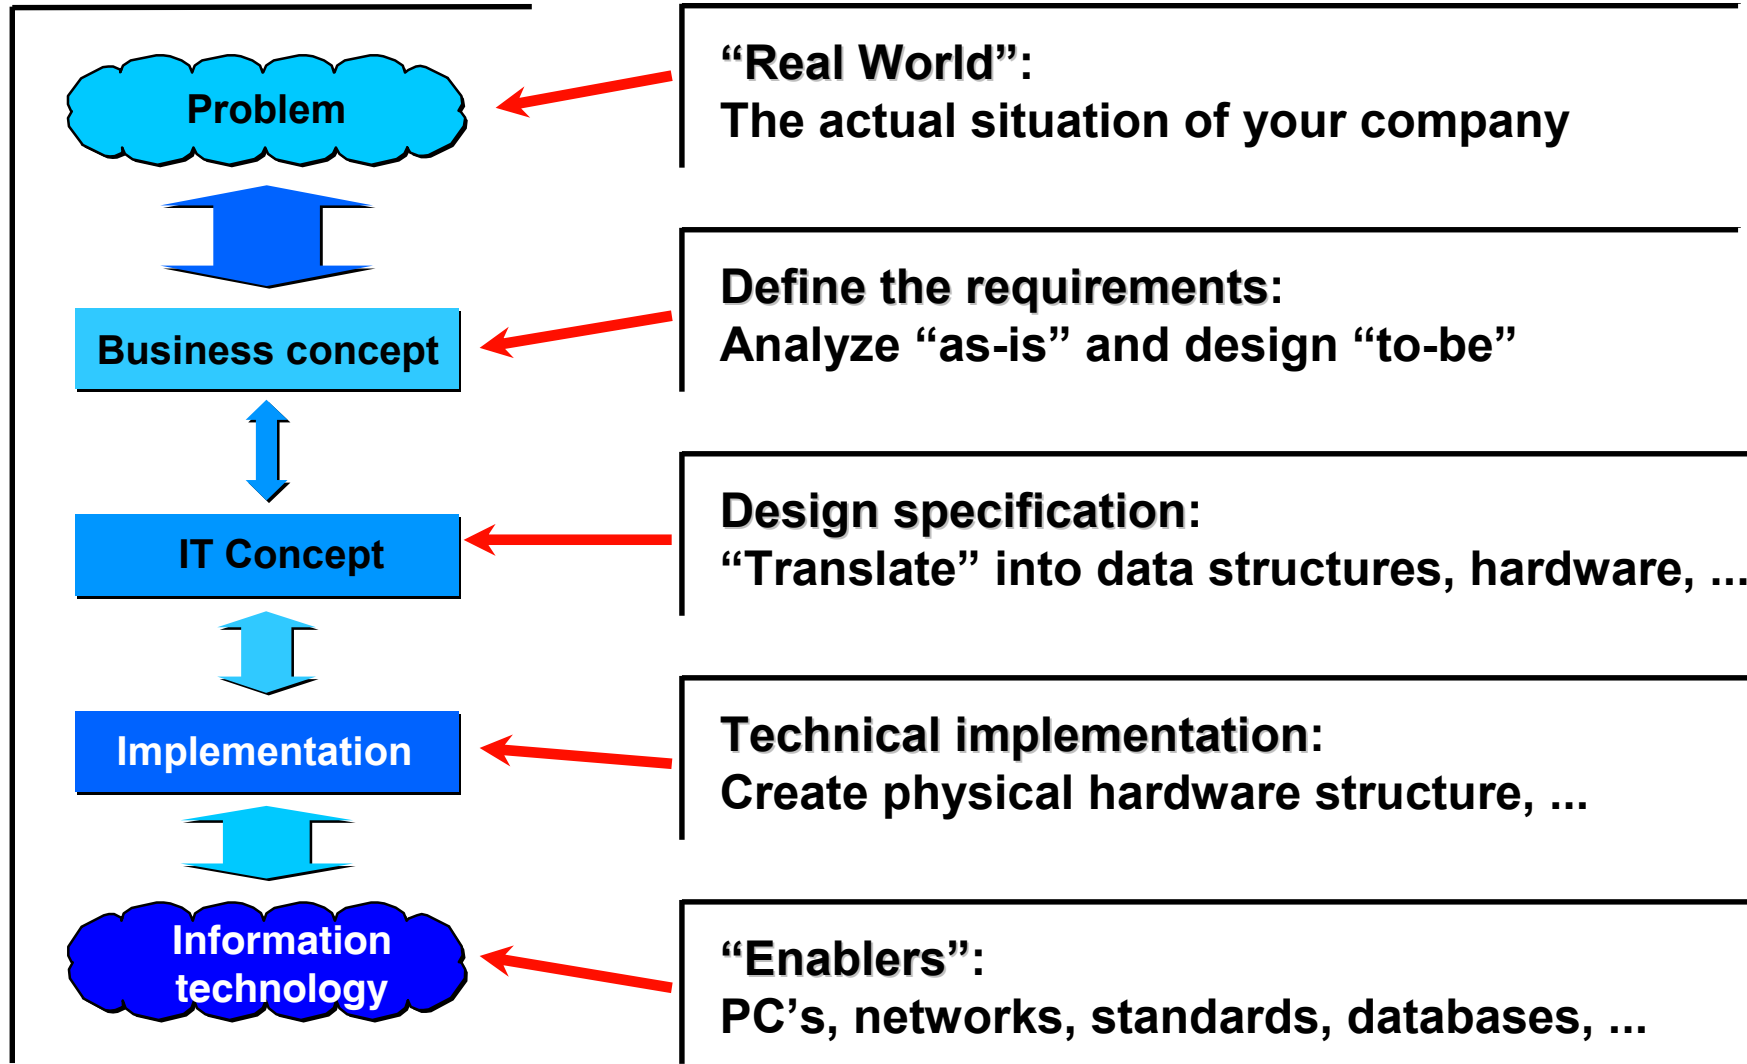 Problem
“Real World”:
The actual situation of your company
Business concept
Define the requirements:
Analyze “as-is” and design “to-be”
IT Concept
Design specification:
“Translate” into data structures, hardware, ...
Implementation
Technical implementation:
Create physical hardware structure, ...
Information
technology
“Enablers”:
PC’s, networks, standards, databases, ...